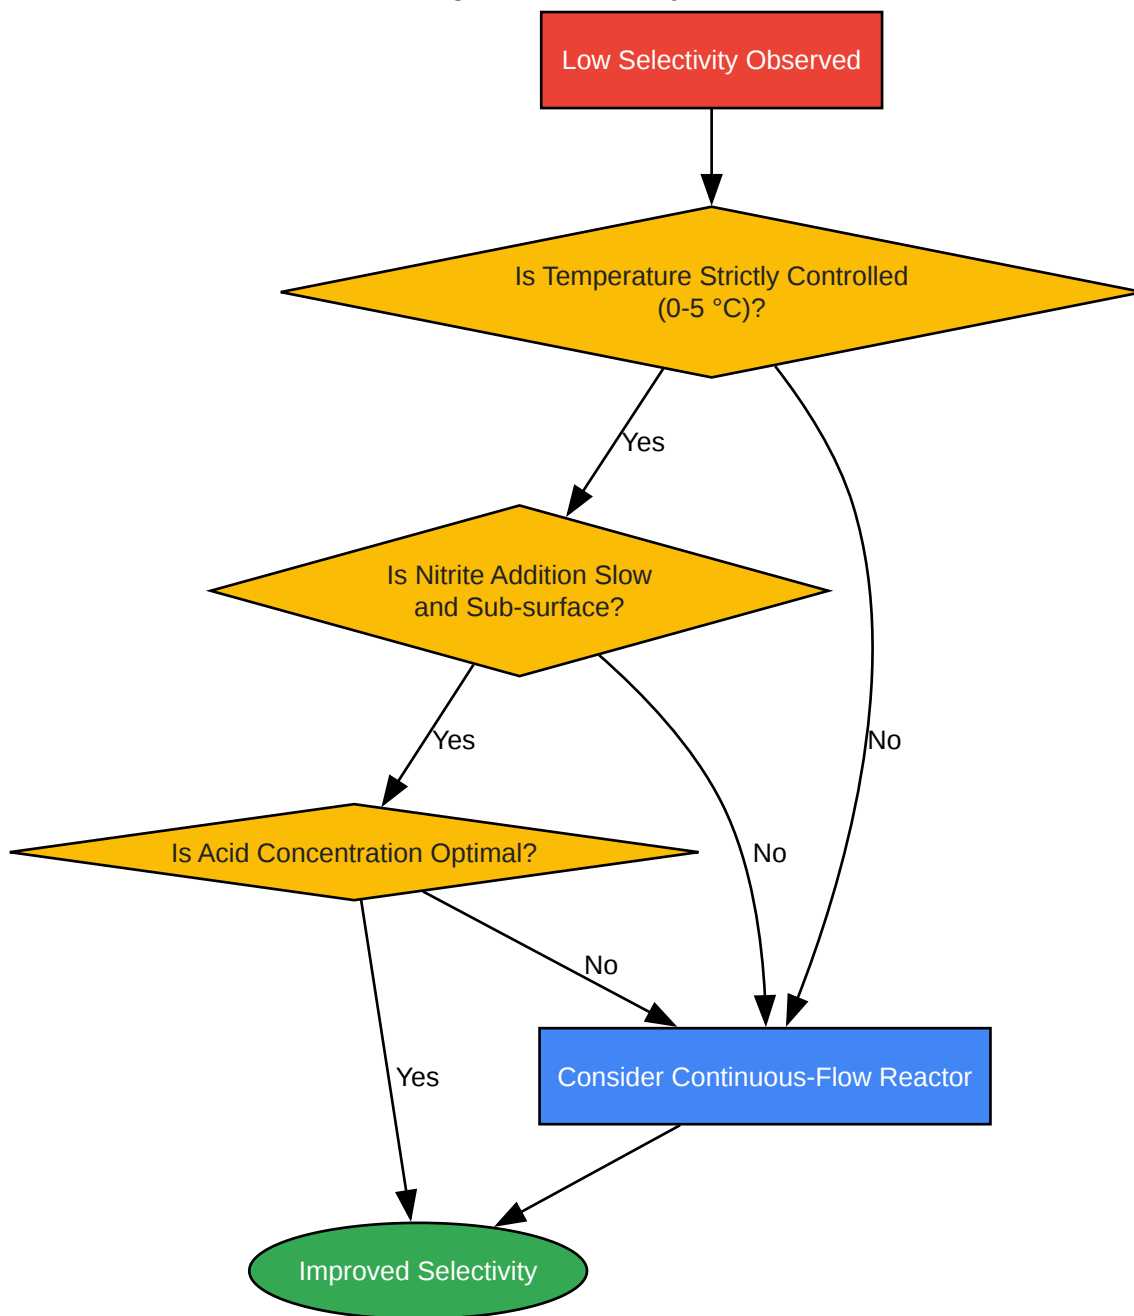 Low Selectivity Observed
Is Temperature Strictly Controlled
(0-5 °C)?
Yes
Is Nitrite Addition Slow
and Sub-surface?
Yes
No
Is Acid Concentration Optimal?
No
No
Yes
Consider Continuous-Flow Reactor
Improved Selectivity